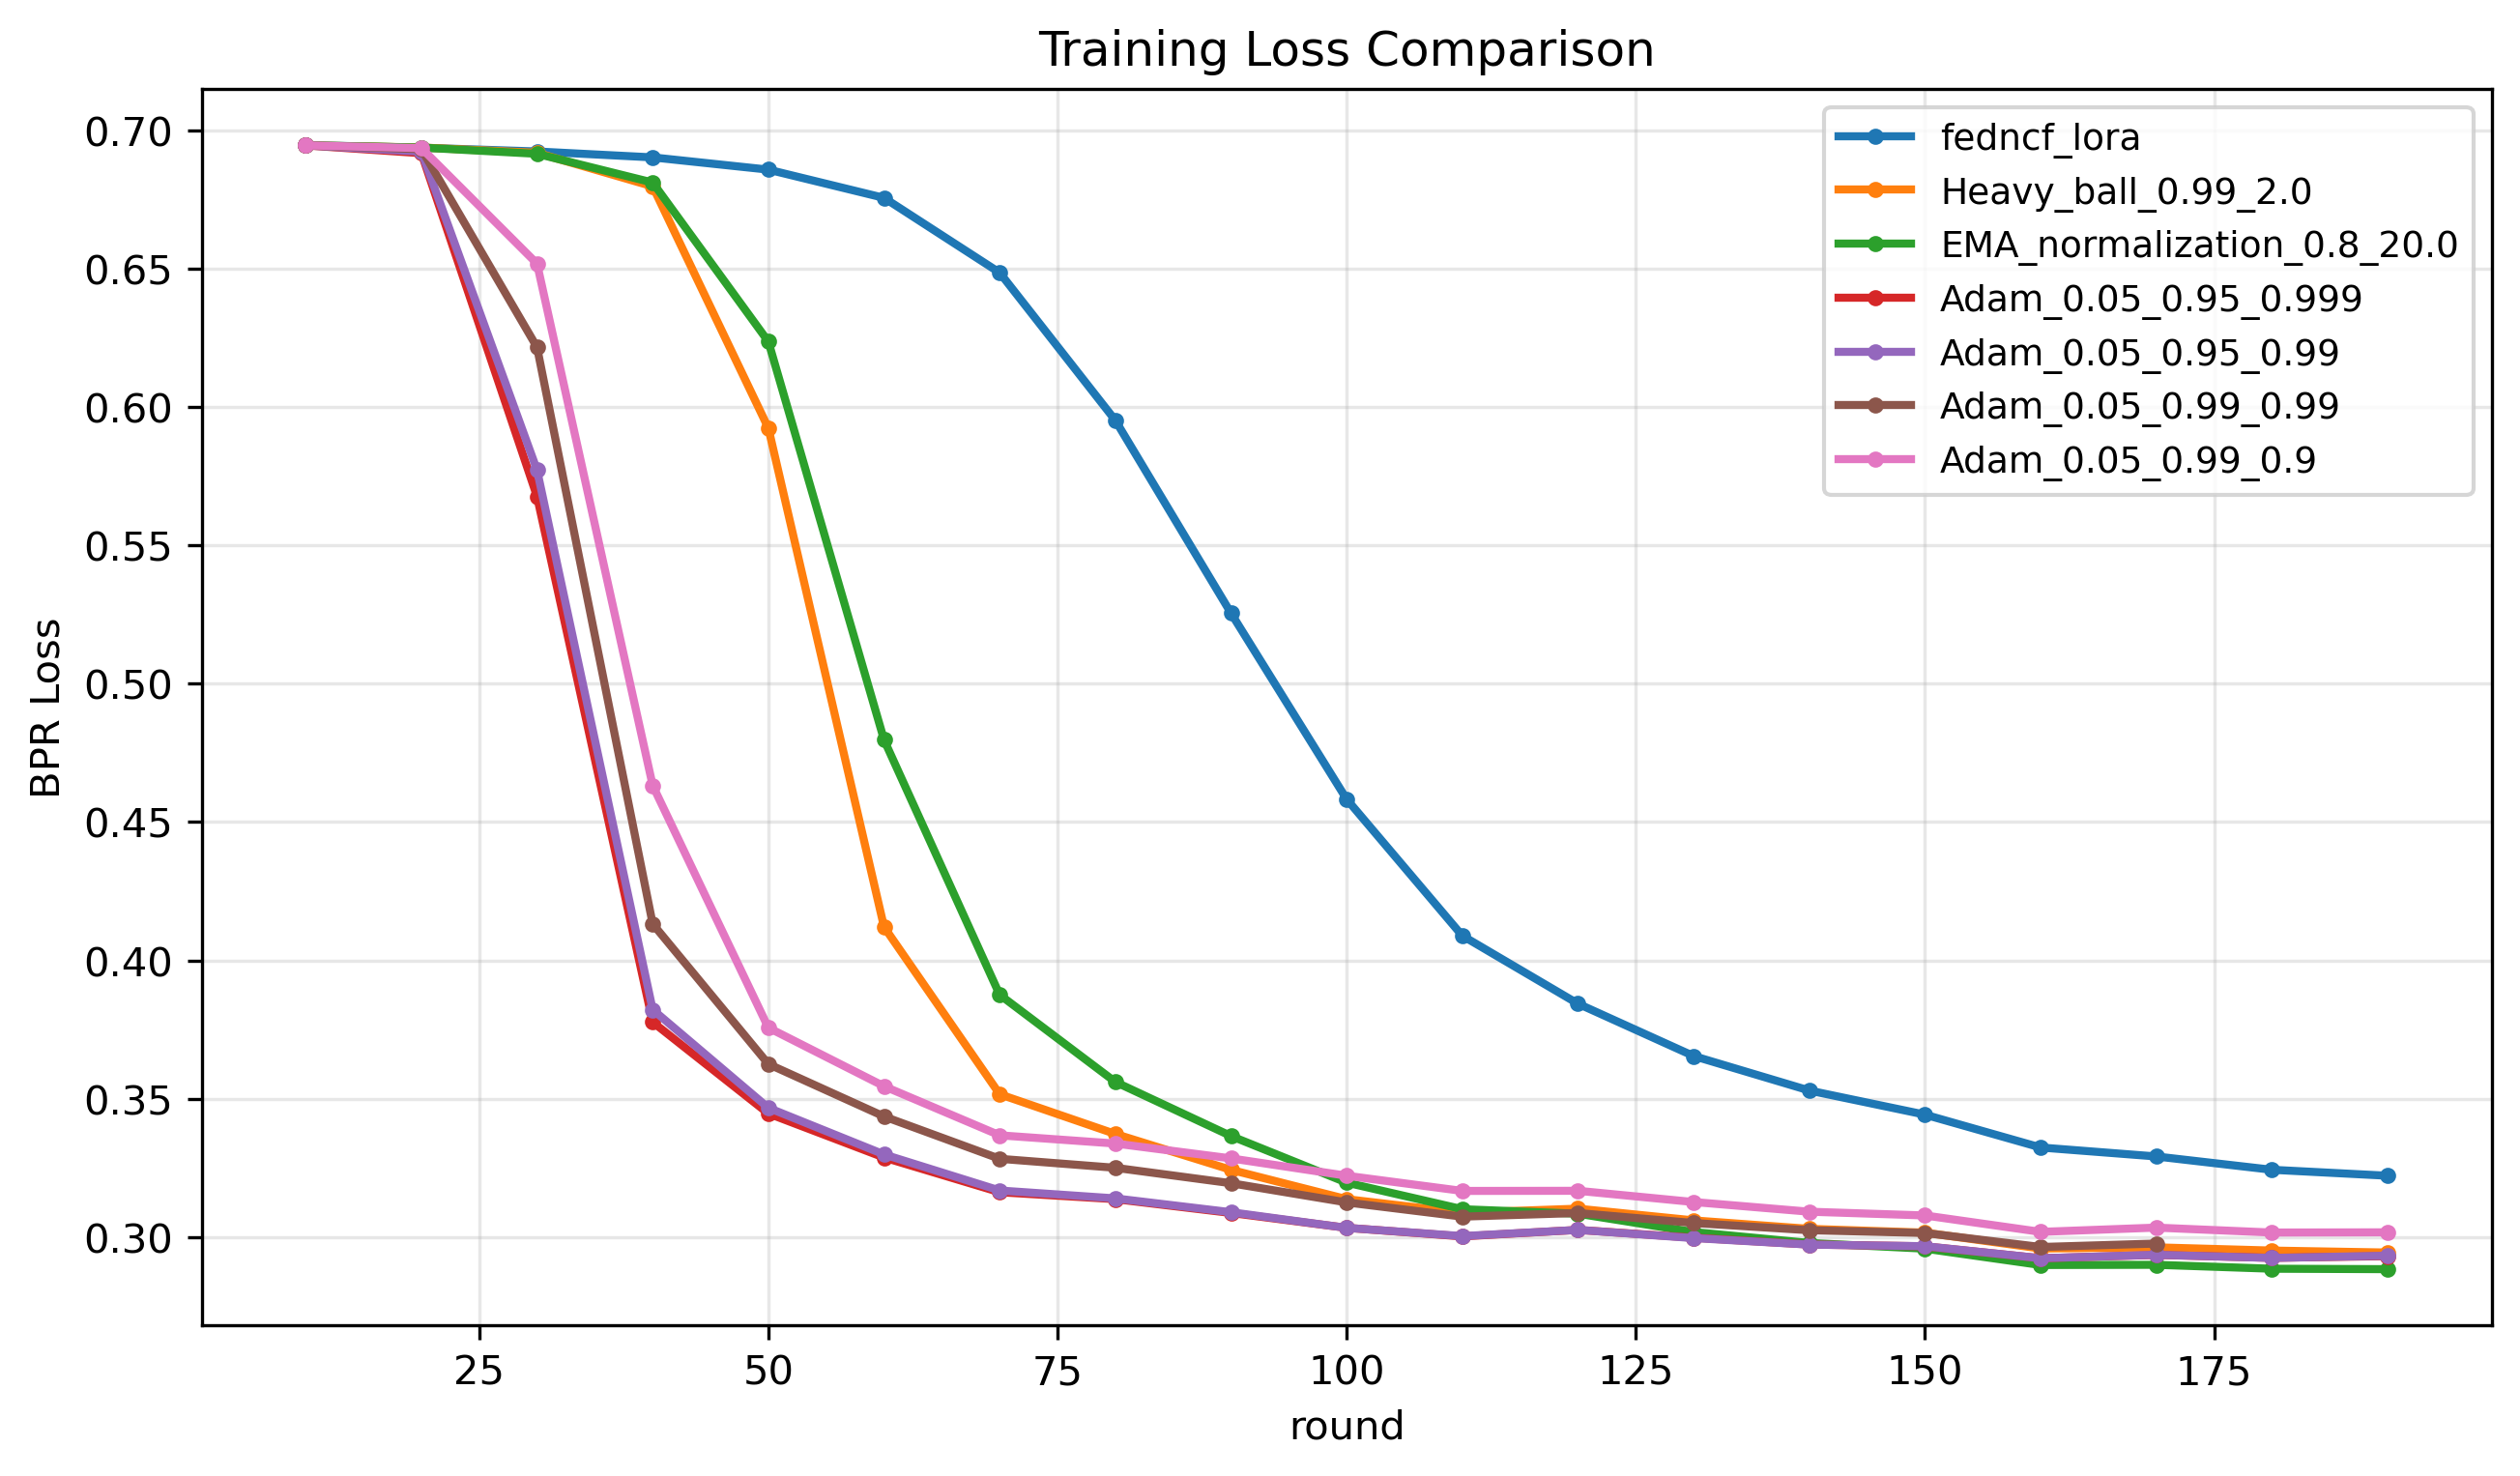 Training Loss Comparison
BPR Loss
0.70
0.65
0.60
0.55
0.50
0.45
0.40
0.35
0.30
fedncf_lora
Heavy_ball_0.99_2.0
EMA_normalization_0.8_20.0
Adam_0.05_0.95_0.999
Adam_0.05_0.95_0.99
Adam_0.05_0.99_0.99
Adam_0.05_0.99_0.9
25 50 75 100 125 150 175
round